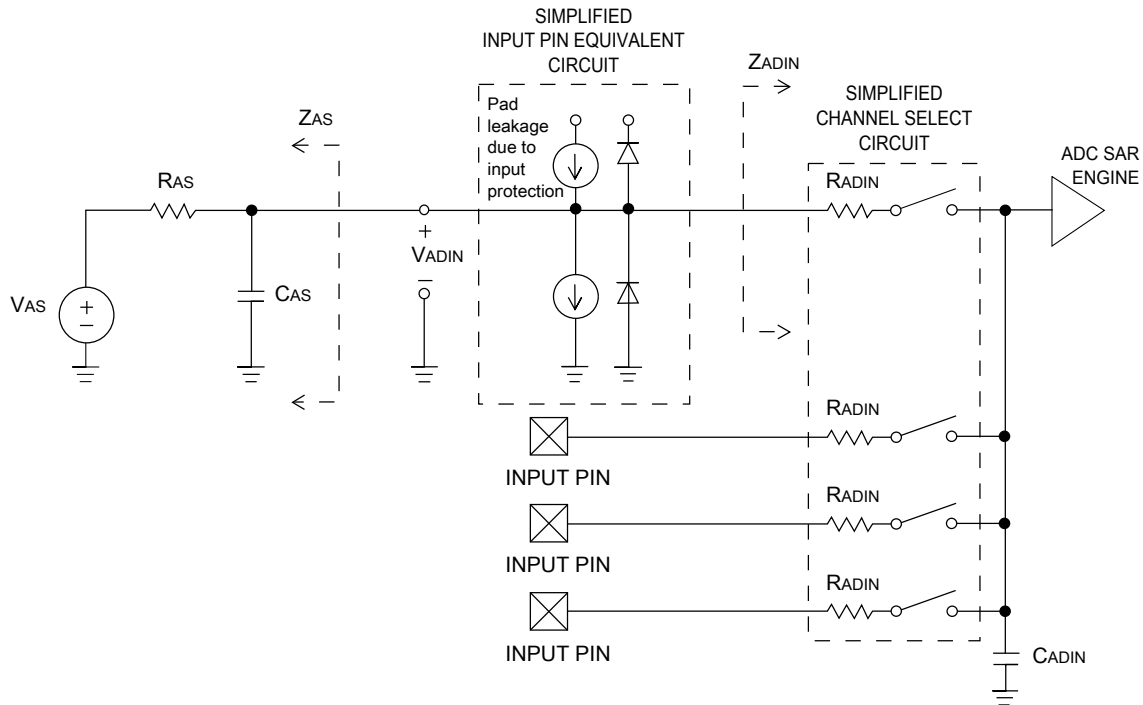 SIMPLIFIED
INPUT PIN EQUIVALENT
CIRCUIT
Pad
leakage
due to
input
protection
ZADIN
SIMPLIFIED
CHANNEL SELECT
CIRCUIT
ADC SAR
ENGINE
ZAS
RAS
RADIN
+
VADIN
–
VAS
+
–
CAS
RADIN
INPUT PIN
RADIN
INPUT PIN
RADIN
INPUT PIN
CADIN